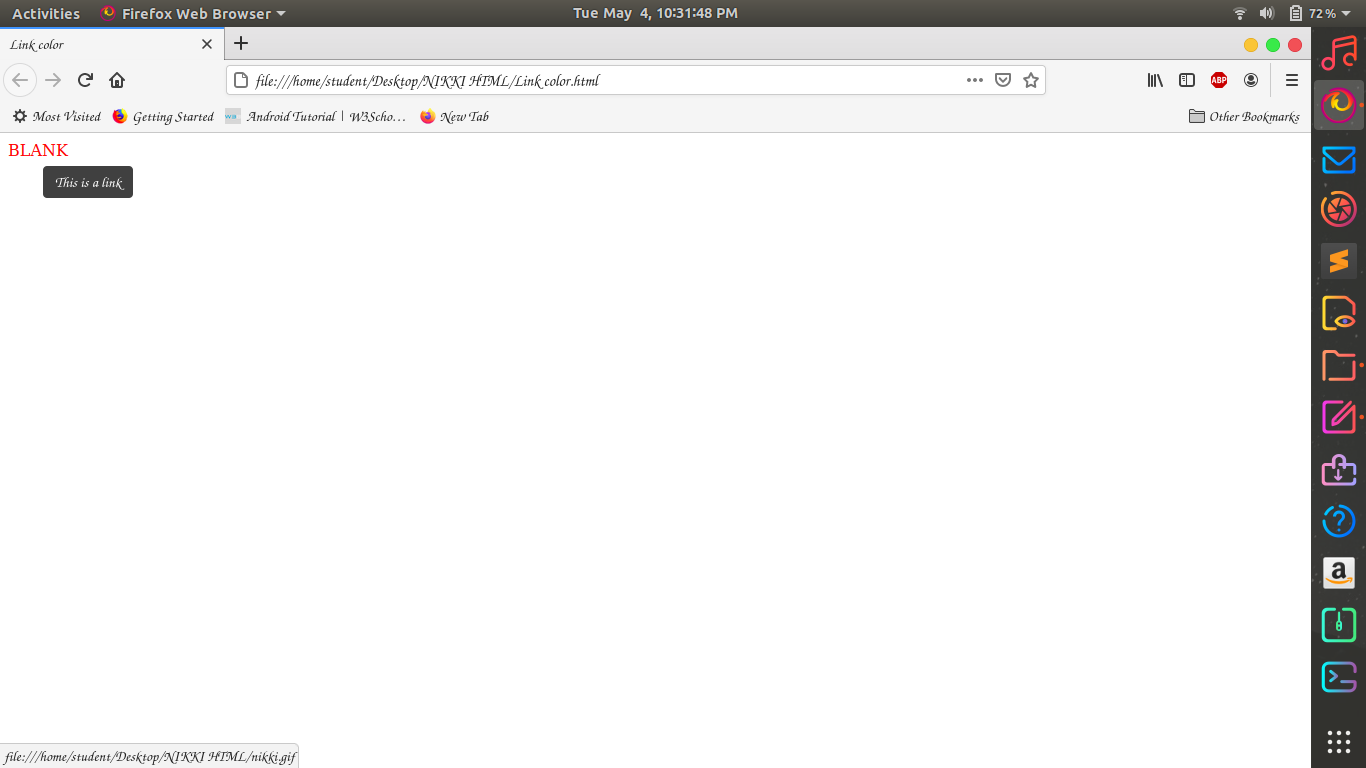 Activities Firefox Web Browser Tue May 4, 10:31:48 PM 72%
Link color
file:///home/student/Desktop/NIKKI HTML/Link color.html ABP
Most Visited Getting Started w3 Android Tutorial | W3Scho… New Tab Other Bookmarks
BLANK
This is a link
a
file:///home/student/Desktop/NIKKI HTML/nikki.gif